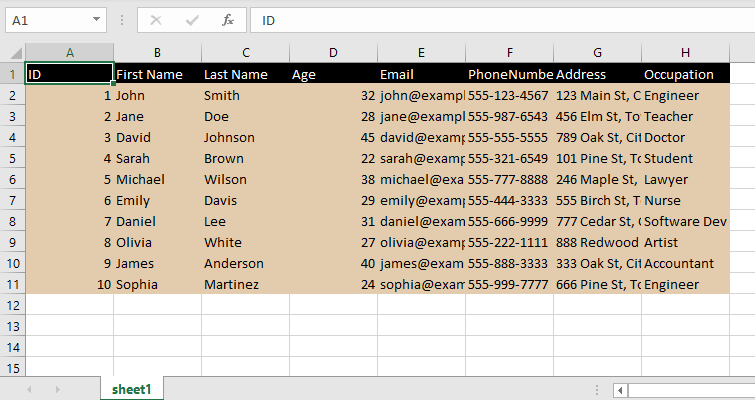 A1 fx ID
A B C D E F G H
1 ID First Name Last Name Age Email PhoneNumbe Address Occupation
2 1 John Smith 32 john@exampl 555-123-4567 123 Main St, C Engineer
3 2 Jane Doe 28 jane@examp 555-987-6543 456 Elm St, To Teacher
4 3 David Johnson 45 david@exam 555-555-5555 789 Oak St, Cit Doctor
5 4 Sarah Brown 22 sarah@exam 555-321-6549 101 Pine St, To Student
6 5 Michael Wilson 38 michael@exa 555-777-8888 246 Maple St, Lawyer
7 6 Emily Davis 29 emily@exam 555-444-3333 555 Birch St, T Nurse
8 7 Daniel Lee 31 daniel@exam 555-666-9999 777 Cedar St, C Software Dev
9 8 Olivia White 27 olivia@exam 555-222-1111 888 Redwood Artist
10 9 James Anderson 40 james@exam 555-888-3333 333 Oak St, Cit Accountant
11 10 Sophia Martinez 24 sophia@exam 555-999-7777 666 Pine St, To Engineer
12
13
14
15
sheet1